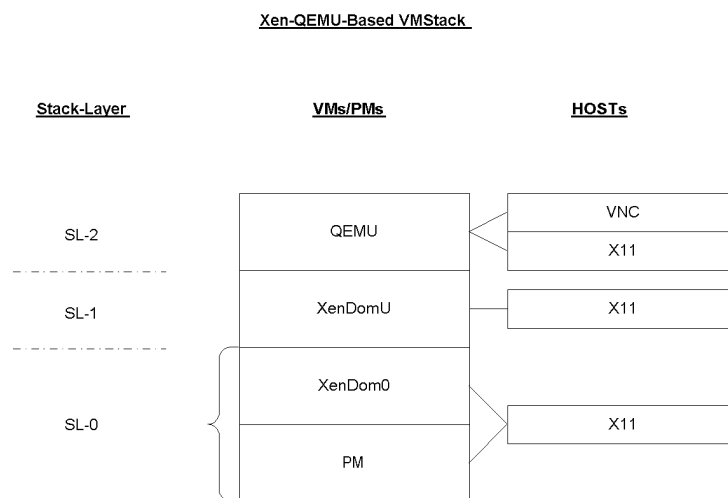 Xen-QEMU-Based VMStack
Stack-Layer VMs/PMs HOSTs
VNC
SL-2 QEMU
X11
SL-1 XenDomU X11
XenDom0
SL-0 X11
PM